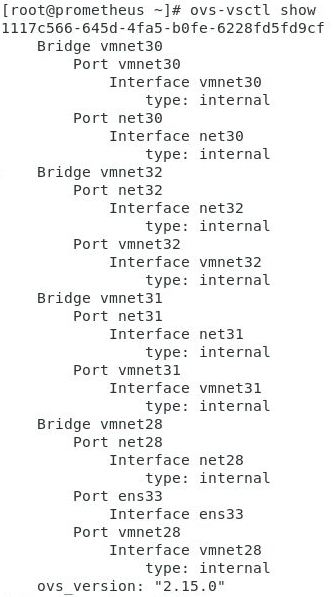 [root@prometheus ~]# ovs-vsctl show
1117c566-645d-4fa5-b0fe-6228fd5fd9cf
    Bridge vmnet30
        Port vmnet30
            Interface vmnet30
                type: internal
        Port net30
            Interface net30
                type: internal
    Bridge vmnet32
        Port net32
            Interface net32
                type: internal
        Port vmnet32
            Interface vmnet32
                type: internal
    Bridge vmnet31
        Port net31
            Interface net31
                type: internal
        Port vmnet31
            Interface vmnet31
                type: internal
    Bridge vmnet28
        Port net28
            Interface net28
                type: internal
        Port ens33
            Interface ens33
        Port vmnet28
            Interface vmnet28
                type: internal
    ovs_version: "2.15.0"